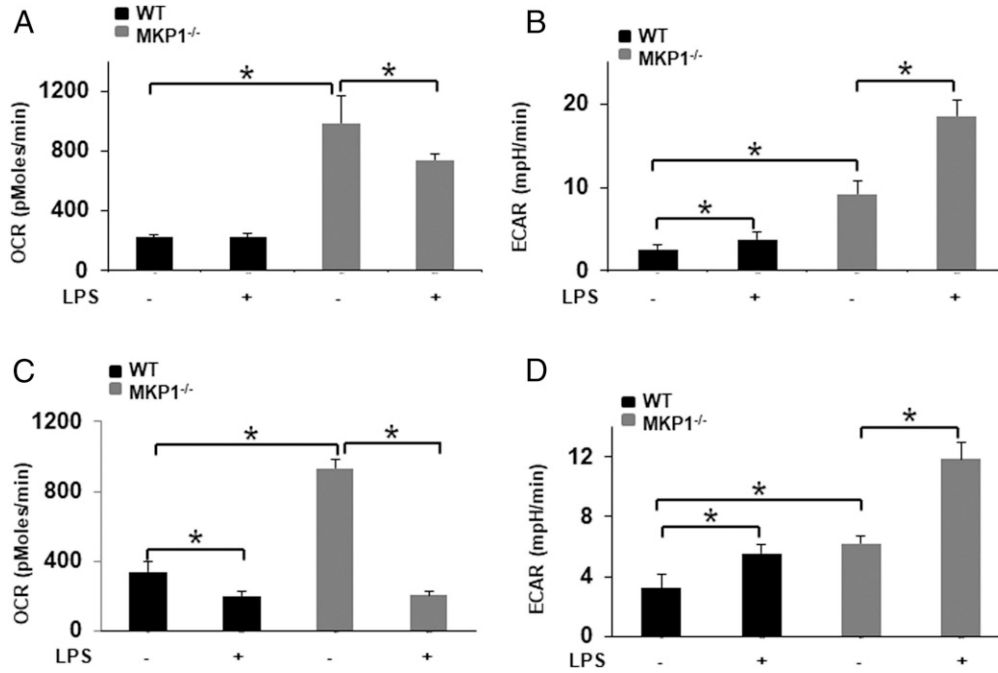 A
WT
MKP1-/-
OCR (pMoles/min)
1200
800
400
0
* *
LPS - + - +
B
WT
MKP1-/-
ECAR (mpH/min)
20
10
0
* * *
LPS - + - +
C
WT
MKP1-/-
OCR (pMoles/min)
1200
800
400
0
* * *
LPS - + - +
D
WT
MKP1-/-
ECAR (mpH/min)
12
8
4
0
* * *
LPS - + - +